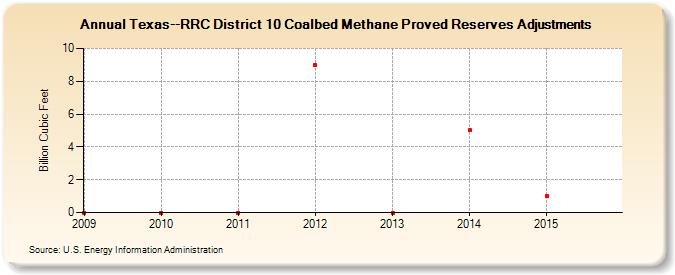 Annual Texas--RRC District 10 Coalbed Methane Proved Reserves Adjustments
Billion Cubic Feet
10
8
6
4
2
0
2009 2010 2011 2012 2013 2014 2015
Source: U.S. Energy Information Administration